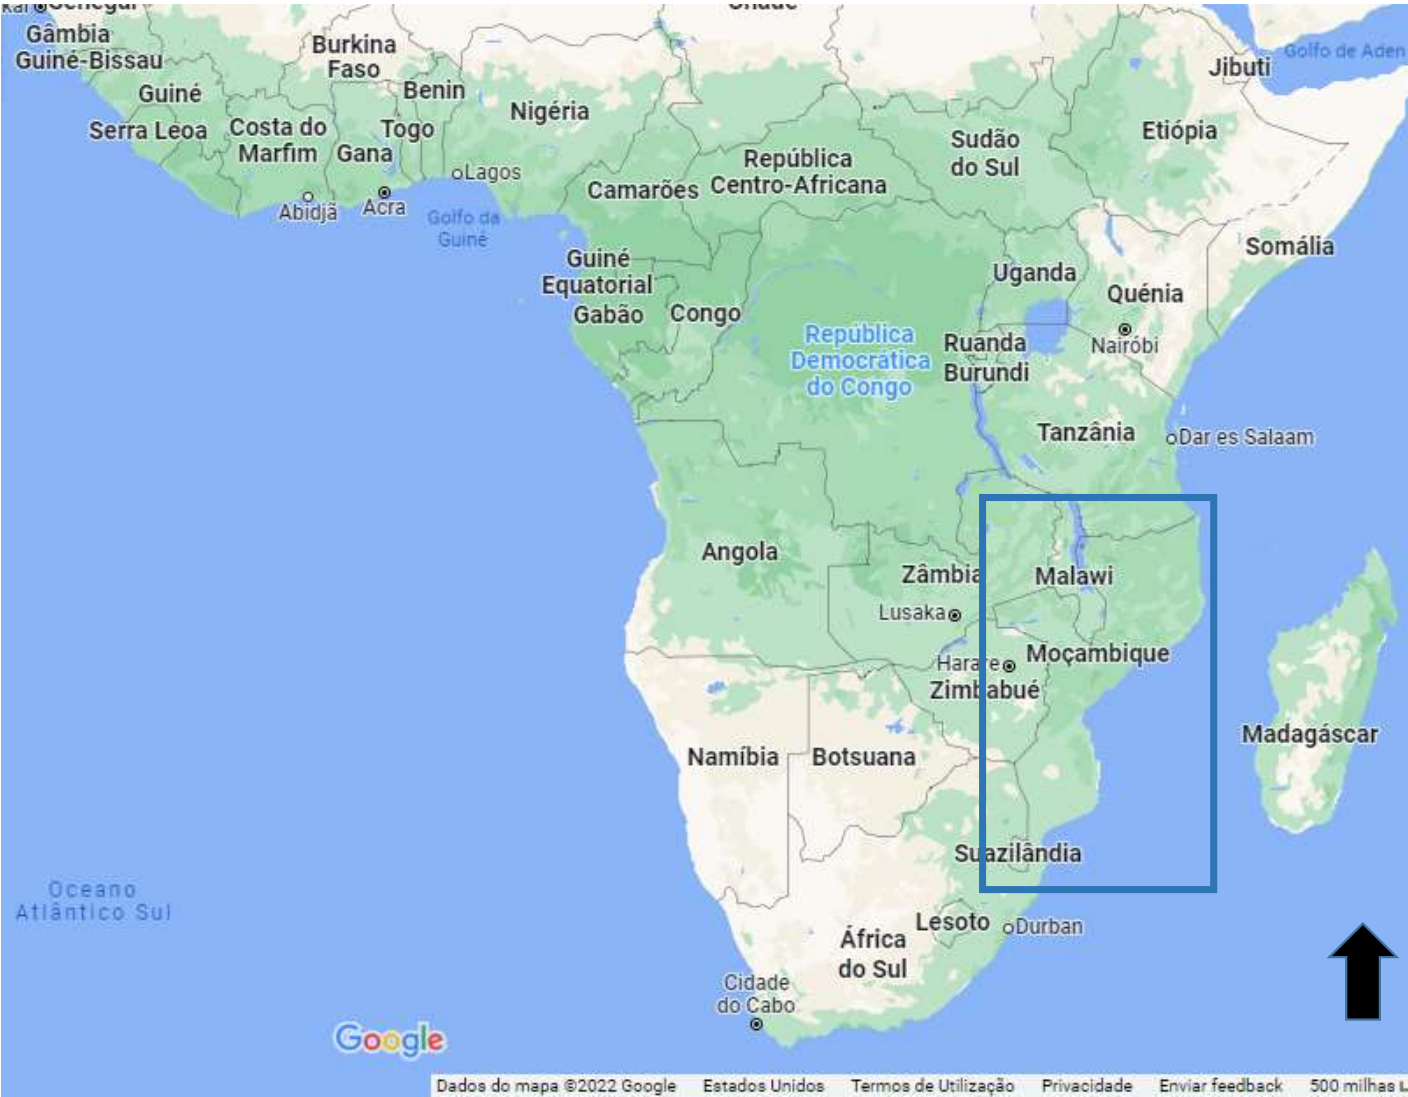 Senegal
Gâmbia
Guiné-Bissau
Burkina
Faso
Jibuti
Golfo de Aden
Guiné
Benin
Nigéria
Serra Leoa
Costa do
Marfim
Togo
Gana
Sudão
do Sul
Etiópia
Lagos
República
Centro-Africana
Camarões
Abidjã
Acra
Golfo da
Guiné
Somália
Guiné
Equatorial
Uganda
Quénia
Gabão
Congo
República
Democrática
do Congo
Ruanda
Nairóbi
Burundi
Tanzânia
Dar es Salaam
Angola
Zâmbia
Malawi
Lusaka
Moçambique
Harare
Zimbabué
Madagáscar
Namíbia
Botsuana
Suazilândia
Oceano
Atlântico Sul
Lesoto
Durban
África
do Sul
Cidade
do Cabo
Google
Dados do mapa ©2022 Google Estados Unidos Termos de Utilização Privacidade Enviar feedback 500 milhas